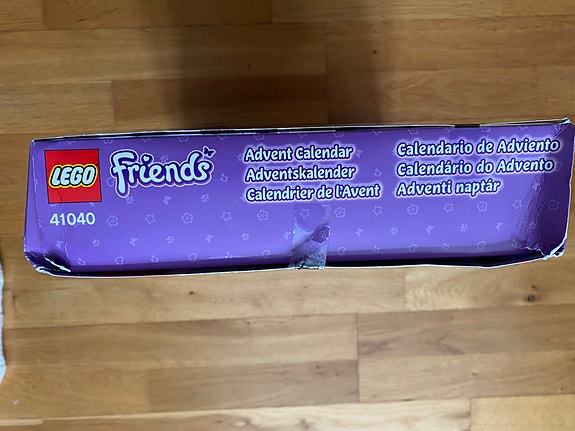 LEGO
Friends
41040
Advent Calendar
Adventskalender
Calendrier de l'Avent
Calendario de Adviento
Calendário do Advento
Adventi naptár